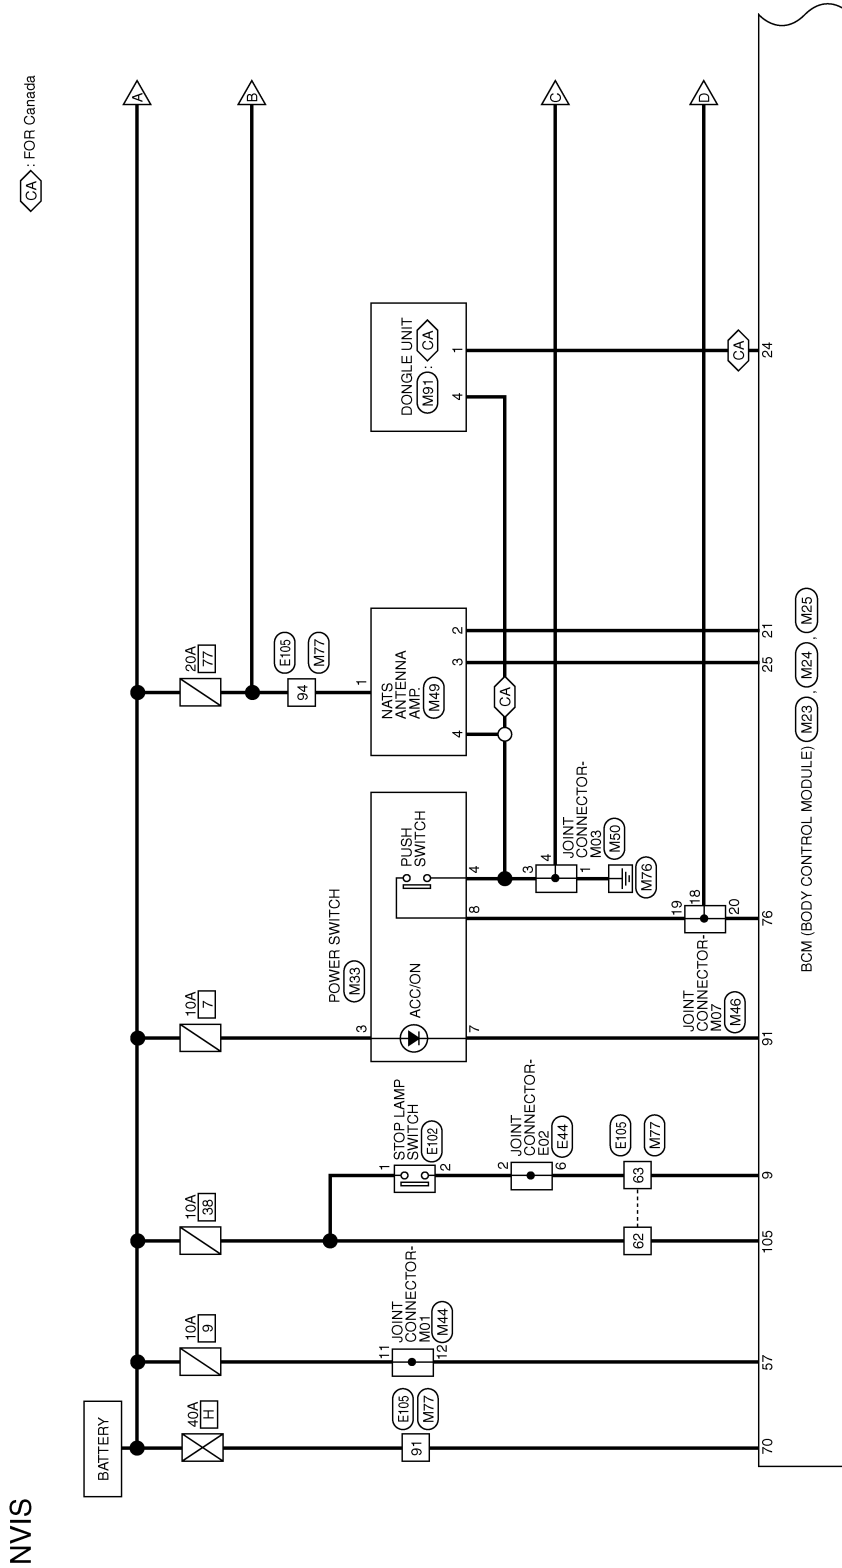 NVIS
CA : FOR Canada
BATTERY
40A
H
10A
9
10A
38
10A
7
20A
77
A
B
C
D
E105
M77
91
JOINT
CONNECTOR-
M01
M44
11
12
STOP LAMP
SWITCH
E102
1
2
JOINT
CONNECTOR-
E02
E44
2
6
E105
M77
62
63
POWER SWITCH
M33
3
ACC/ON
PUSH
SWITCH
7
8
4
JOINT
CONNECTOR-
M03
M50
3
4
1
M76
JOINT
CONNECTOR-
M07
M46
19
18
20
E105
M77
94
NATS
ANTENNA
AMP.
M49
1
4
3
2
CA
DONGLE UNIT
M91 : CA
4
1
CA
70
57
105
9
91
76
25
21
24
BCM (BODY CONTROL MODULE) M23 , M24 , M25